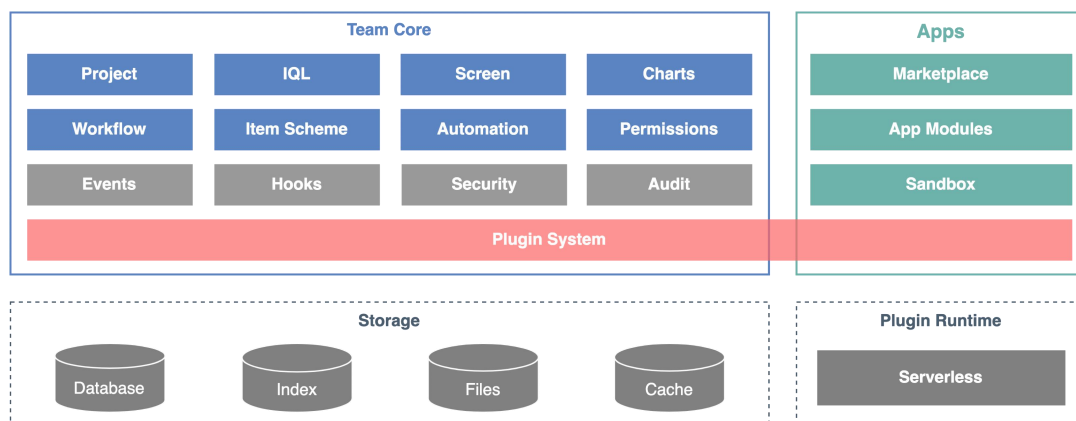 Team Core
Apps
Project
IQL
Screen
Charts
Marketplace
Workflow
Item Scheme
Automation
Permissions
App Modules
Events
Hooks
Security
Audit
Sandbox
Plugin System
Storage
Plugin Runtime
Database
Index
Files
Cache
Serverless